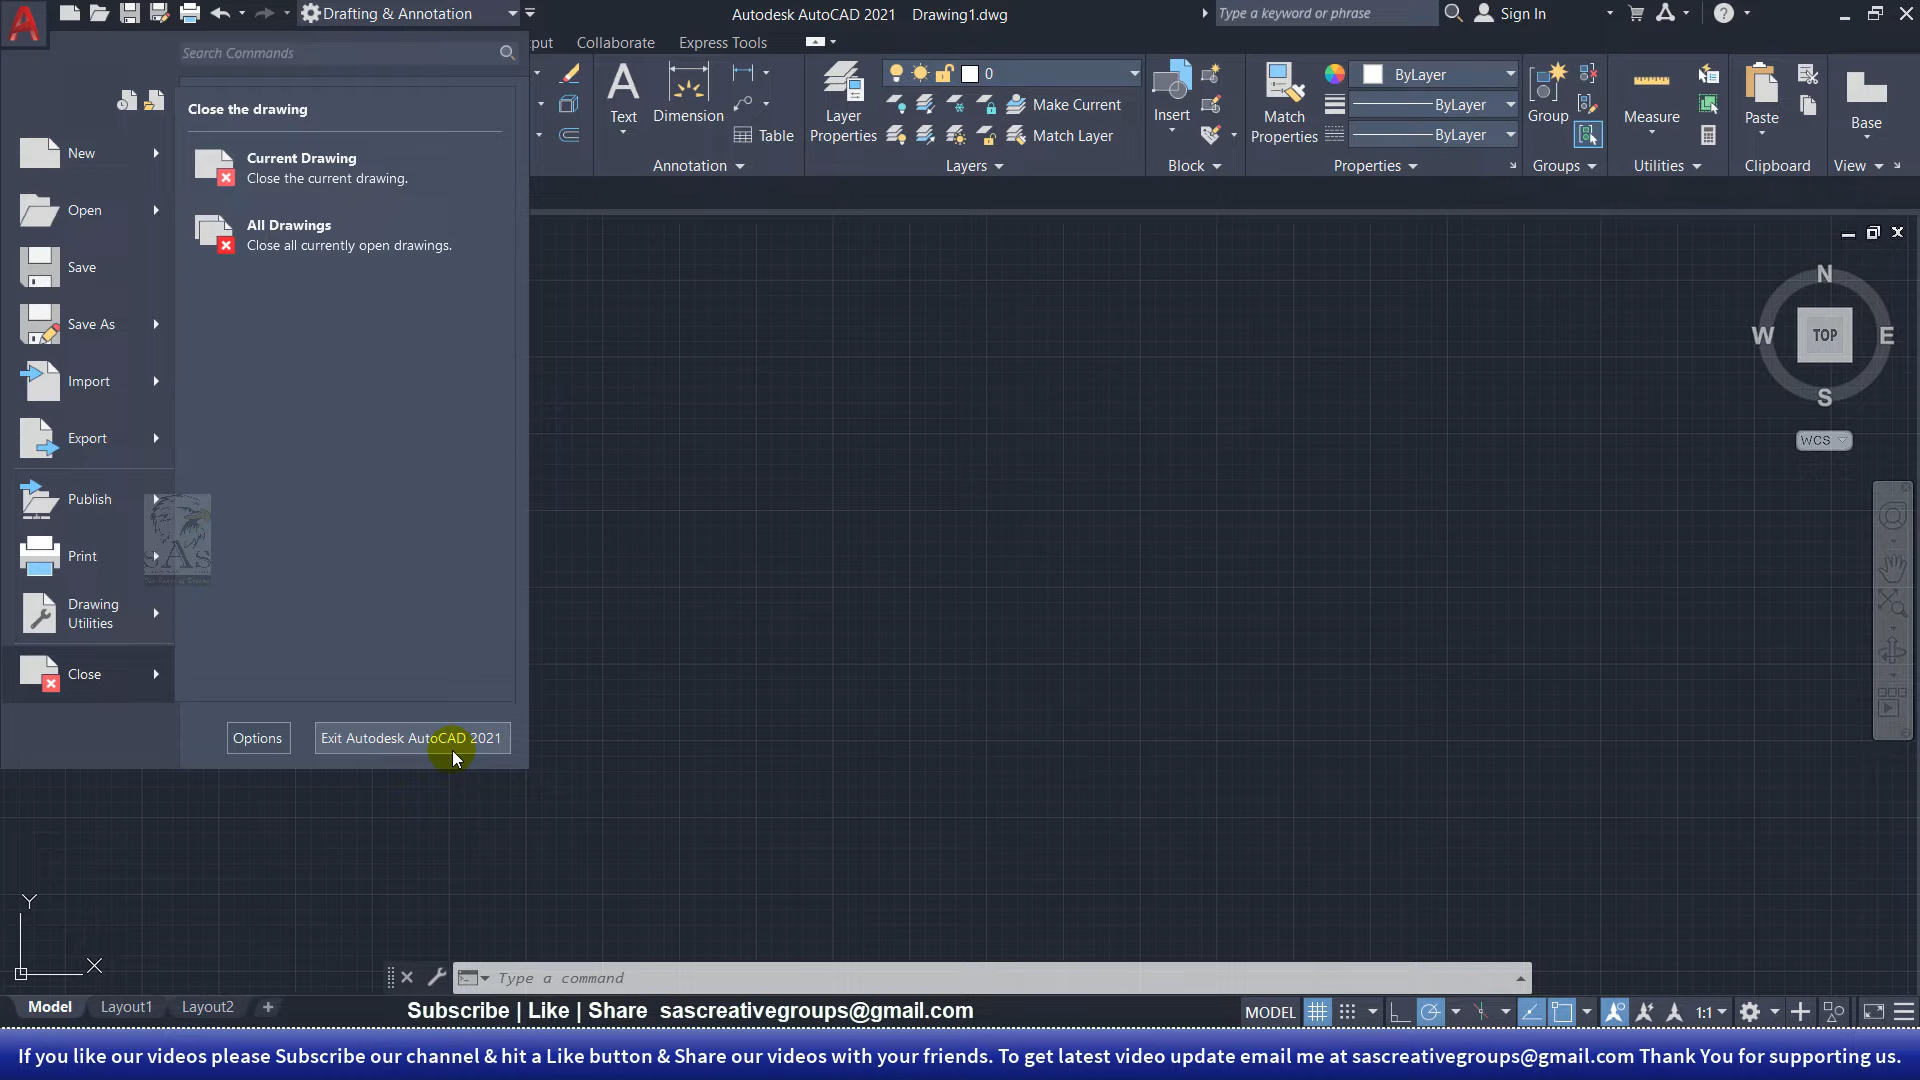 Drafting & Annotation
Autodesk AutoCAD 2021 Drawing1.dwg
Type a keyword or phrase
Sign In
Search Commands
put
Collaborate
Express Tools
Close the drawing
Current Drawing
Close the current drawing.
All Drawings
Close all currently open drawings.
New
Open
Save
Save As
Import
Export
Publish
Print
Drawing
Utilities
Close
Options
Exit Autodesk AutoCAD 2021
Text
Dimension
Table
Annotation
Layer
Properties
0
Make Current
Match Layer
Layers
Insert
Block
Match
Properties
ByLayer
ByLayer
ByLayer
Properties
Group
Groups
Measure
Utilities
Paste
Clipboard
Base
View
N
W
TOP
E
S
WCS
sAs
Y
X
Type a command
Model
Layout1
Layout2
Subscribe | Like | Share sascreativegroups@gmail.com
MODEL
1:1
If you like our videos please Subscribe our channel & hit a Like button & Share our videos with your friends. To get latest video update email me at sascreativegroups@gmail.com Thank You for supporting us.